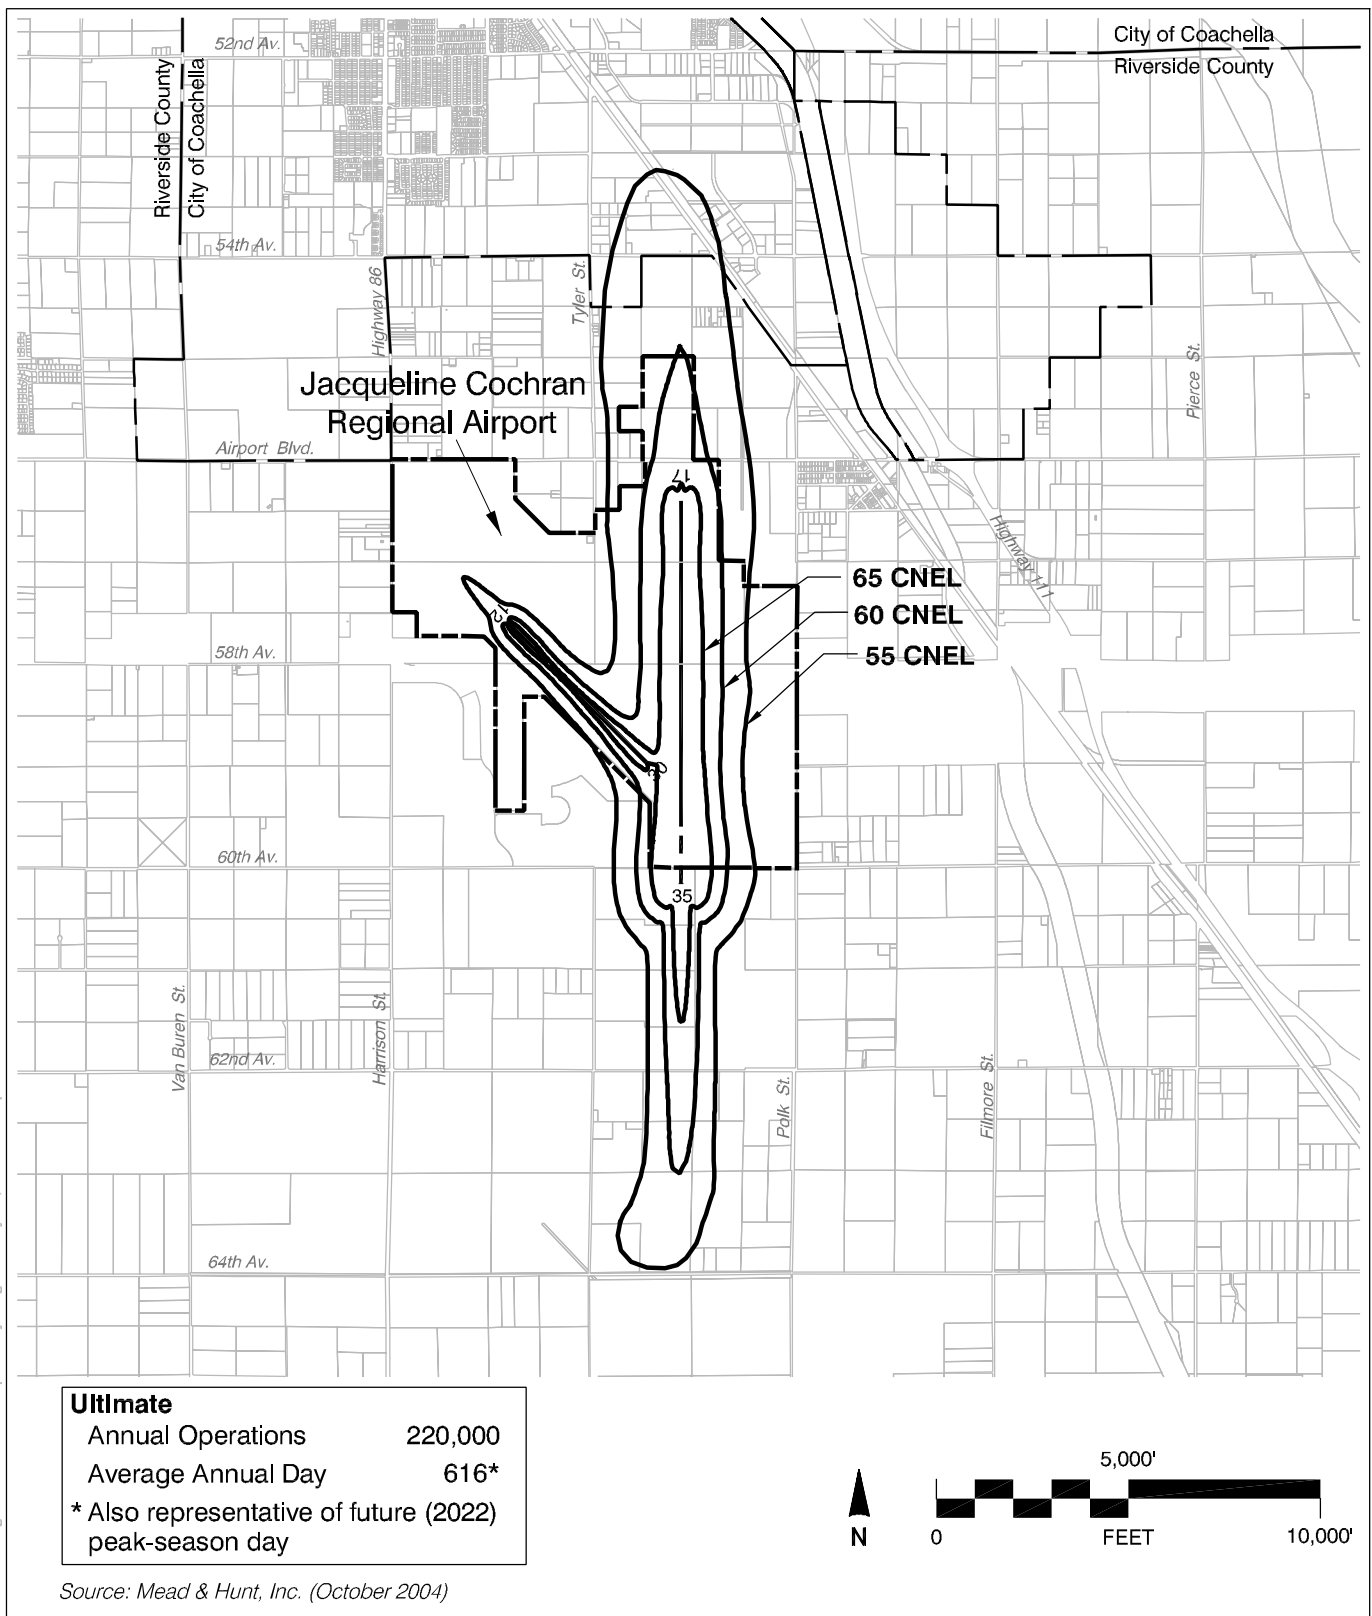 City of Coachella
Riverside County
52nd Av.
Riverside County
City of Coachella
54th Av.
Highway 86
Tyler St.
Pierce St.
Jacqueline Cochran
Regional Airport
Airport Blvd.
17
Highway 111
65 CNEL
60 CNEL
55 CNEL
12
58th Av.
30
60th Av.
35
Van Buren St.
Harrison St.
62nd Av.
Polk St.
Filmore St.
64th Av.
UltImate
Annual Operations 220,000
Average Annual Day 616*
* Also representative of future (2022)
peak-season day
5,000'
N
0 FEET 10,000'
Source: Mead & Hunt, Inc. (October 2004)